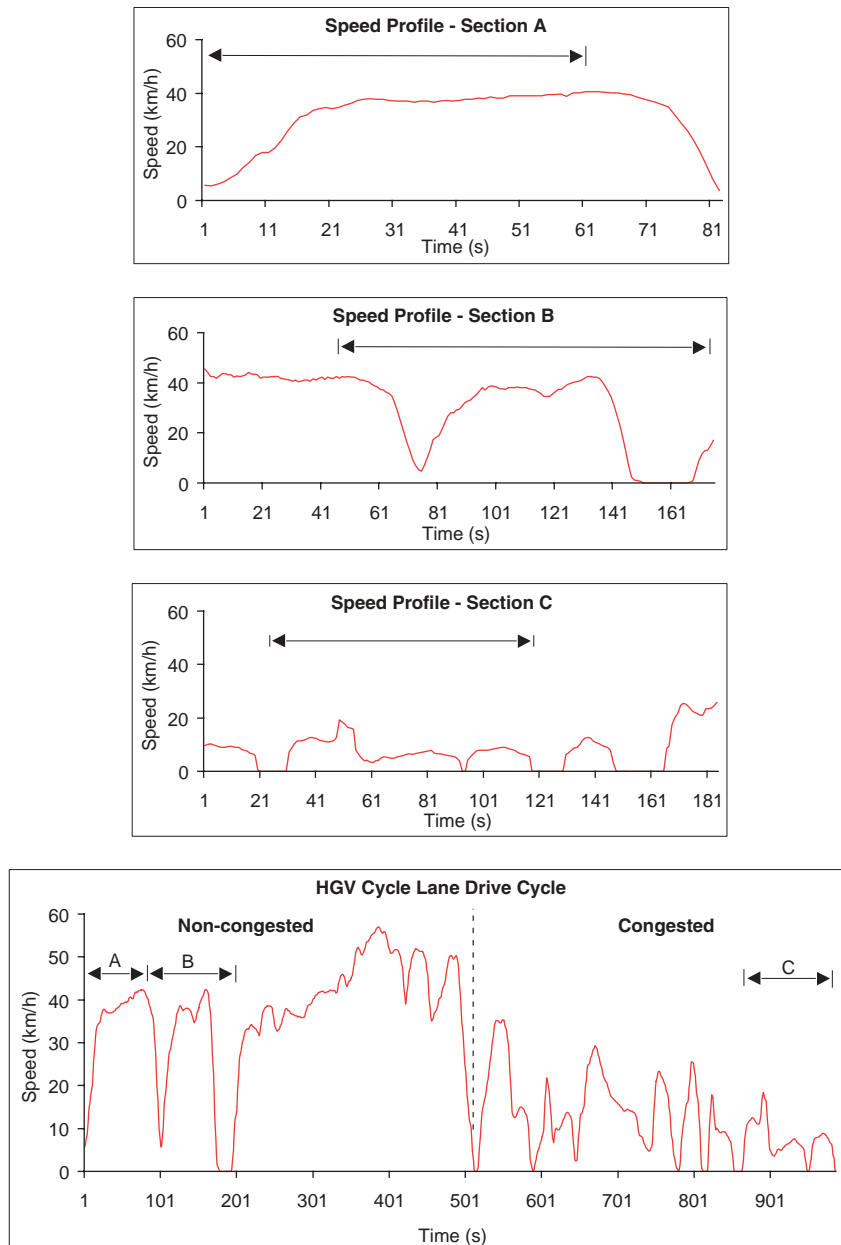 Speed Profile - Section A
60
40
20
0
Speed (km/h)
1 11 21 31 41 51 61 71 81
Time (s)
Speed Profile - Section B
60
40
20
0
Speed (km/h)
1 21 41 61 81 101 121 141 161
Time (s)
Speed Profile - Section C
60
40
20
0
Speed (km/h)
1 21 41 61 81 101 121 141 161 181
Time (s)
HGV Cycle Lane Drive Cycle
Non-congested Congested
A B C
60
50
40
30
20
10
0
Speed (km/h)
1 101 201 301 401 501 601 701 801 901
Time (s)